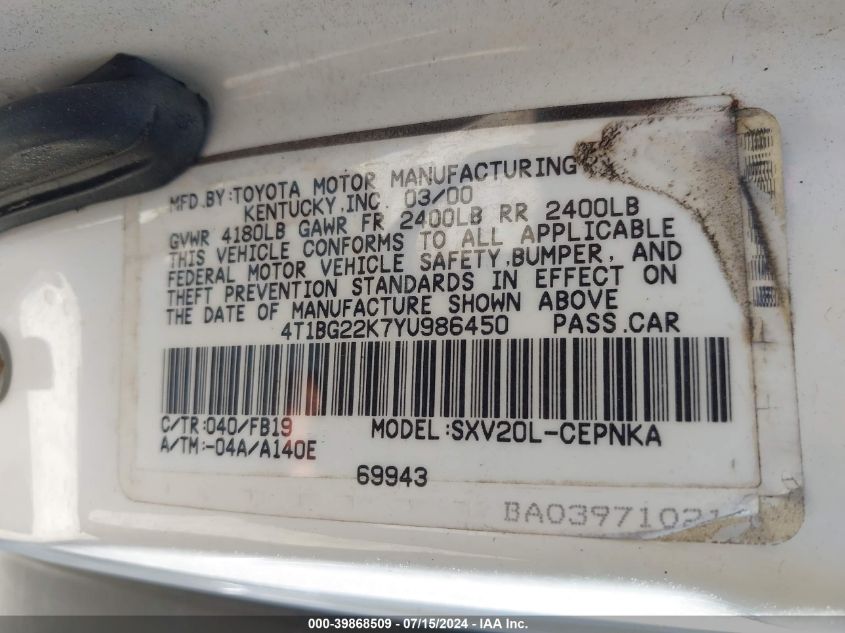 MFD.BY:TOYOTA MOTOR MANUFACTURING
KENTUCKY,INC. 03/00
GVWR 4180LB GAWR FR 2400LB RR 2400LB
THIS VEHICLE CONFORMS TO ALL APPLICABLE
FEDERAL MOTOR VEHICLE SAFETY,BUMPER, AND
THEFT PREVENTION STANDARDS IN EFFECT ON
THE DATE OF MANUFACTURE SHOWN ABOVE
4T1BG22K7YU986450 PASS.CAR
C/TR:040/FB19 MODEL:SXV20L-CEPNKA
A/TM:-04A/A140E
69943
BA0397102
000-39868509 - 07/15/2024 - IAA Inc.